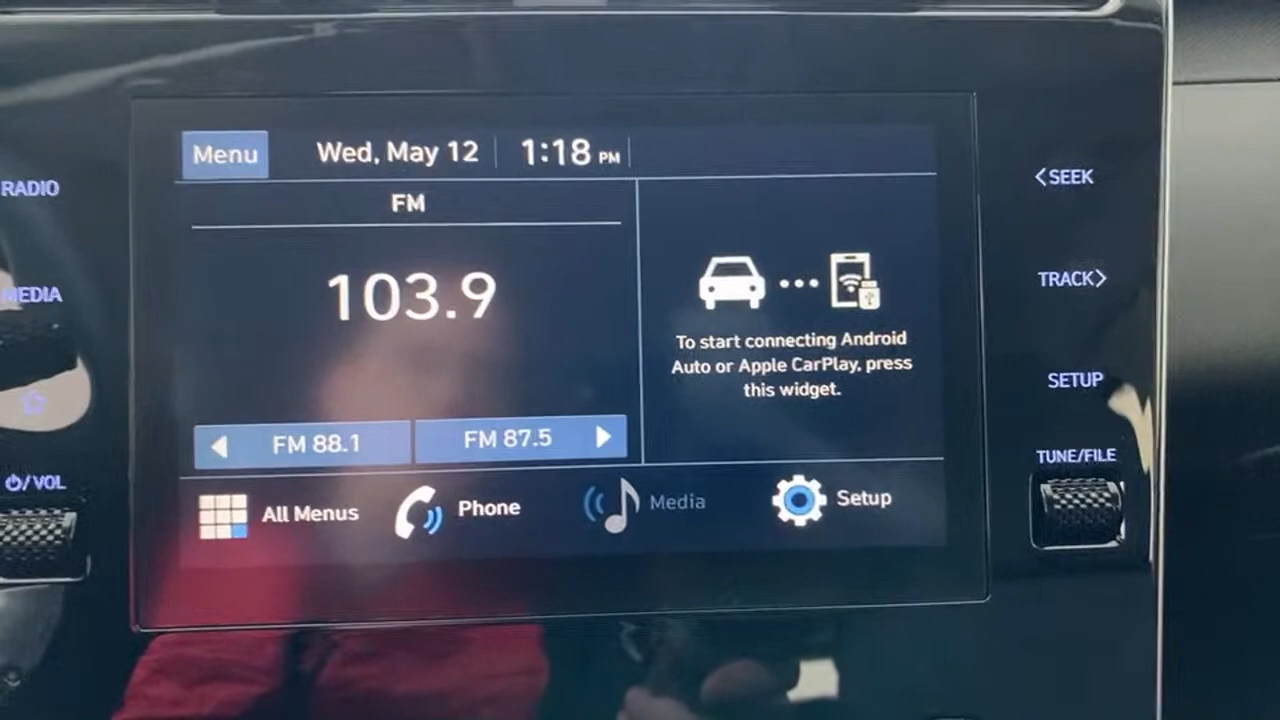 Menu
Wed, May 12
1:18 PM
FM
103.9
FM 88.1
FM 87.5
To start connecting Android
Auto or Apple CarPlay, press
this widget.
All Menus
Phone
Media
Setup
RADIO
MEDIA
/ VOL
<SEEK
TRACK>
SETUP
TUNE/FILE